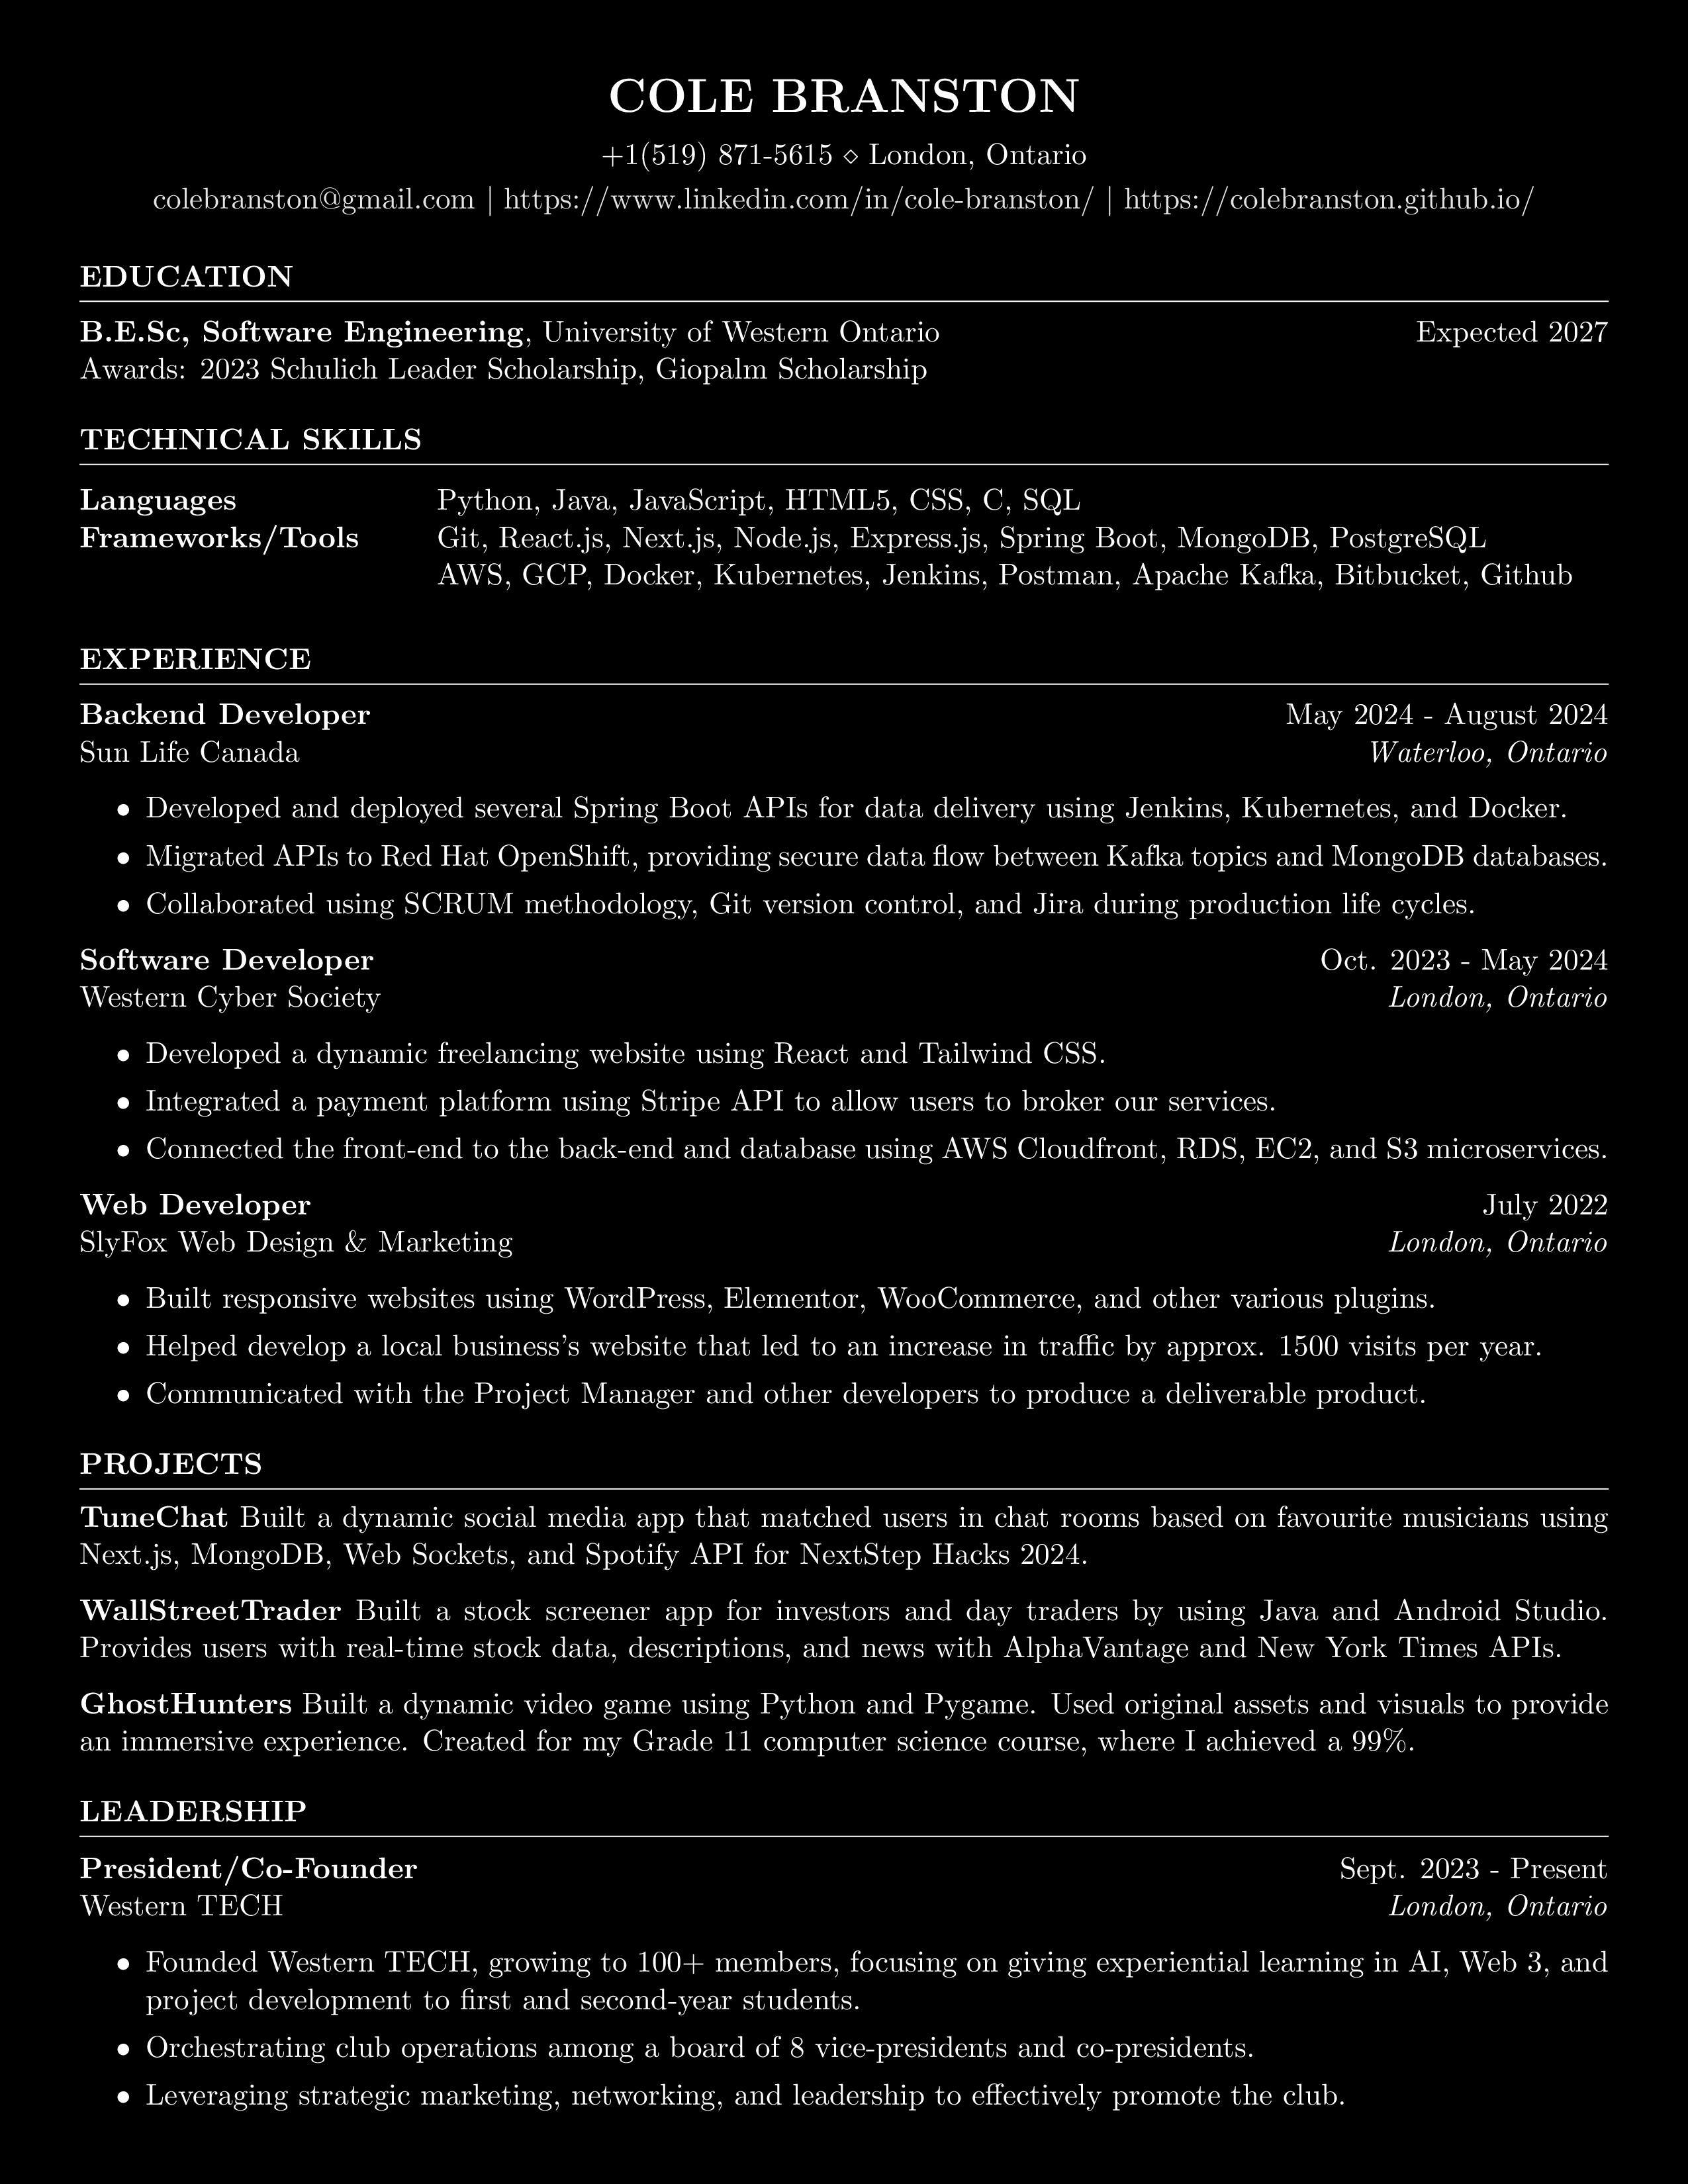 COLE BRANSTON
+1(519) 871-5615 ⋄ London, Ontario
colebranston@gmail.com | https://www.linkedin.com/in/cole-branston/ | https://colebranston.github.io/
EDUCATION
B.E.Sc, Software Engineering, University of Western Ontario Expected 2027
Awards: 2023 Schulich Leader Scholarship, Giopalm Scholarship
TECHNICAL SKILLS
Languages Python, Java, JavaScript, HTML5, CSS, C, SQL
Frameworks/Tools Git, React.js, Next.js, Node.js, Express.js, Spring Boot, MongoDB, PostgreSQL
AWS, GCP, Docker, Kubernetes, Jenkins, Postman, Apache Kafka, Bitbucket, Github
EXPERIENCE
Backend Developer May 2024 - August 2024
Sun Life Canada Waterloo, Ontario
• Developed and deployed several Spring Boot APIs for data delivery using Jenkins, Kubernetes, and Docker.
• Migrated APIs to Red Hat OpenShift, providing secure data flow between Kafka topics and MongoDB databases.
• Collaborated using SCRUM methodology, Git version control, and Jira during production life cycles.
Software Developer Oct. 2023 - May 2024
Western Cyber Society London, Ontario
• Developed a dynamic freelancing website using React and Tailwind CSS.
• Integrated a payment platform using Stripe API to allow users to broker our services.
• Connected the front-end to the back-end and database using AWS Cloudfront, RDS, EC2, and S3 microservices.
Web Developer July 2022
SlyFox Web Design & Marketing London, Ontario
• Built responsive websites using WordPress, Elementor, WooCommerce, and other various plugins.
• Helped develop a local business's website that led to an increase in traffic by approx. 1500 visits per year.
• Communicated with the Project Manager and other developers to produce a deliverable product.
PROJECTS
TuneChat Built a dynamic social media app that matched users in chat rooms based on favourite musicians using
Next.js, MongoDB, Web Sockets, and Spotify API for NextStep Hacks 2024.
WallStreetTrader Built a stock screener app for investors and day traders by using Java and Android Studio.
Provides users with real-time stock data, descriptions, and news with AlphaVantage and New York Times APIs.
GhostHunters Built a dynamic video game using Python and Pygame. Used original assets and visuals to provide
an immersive experience. Created for my Grade 11 computer science course, where I achieved a 99%.
LEADERSHIP
President/Co-Founder Sept. 2023 - Present
Western TECH London, Ontario
• Founded Western TECH, growing to 100+ members, focusing on giving experiential learning in AI, Web 3, and
project development to first and second-year students.
• Orchestrating club operations among a board of 8 vice-presidents and co-presidents.
• Leveraging strategic marketing, networking, and leadership to effectively promote the club.